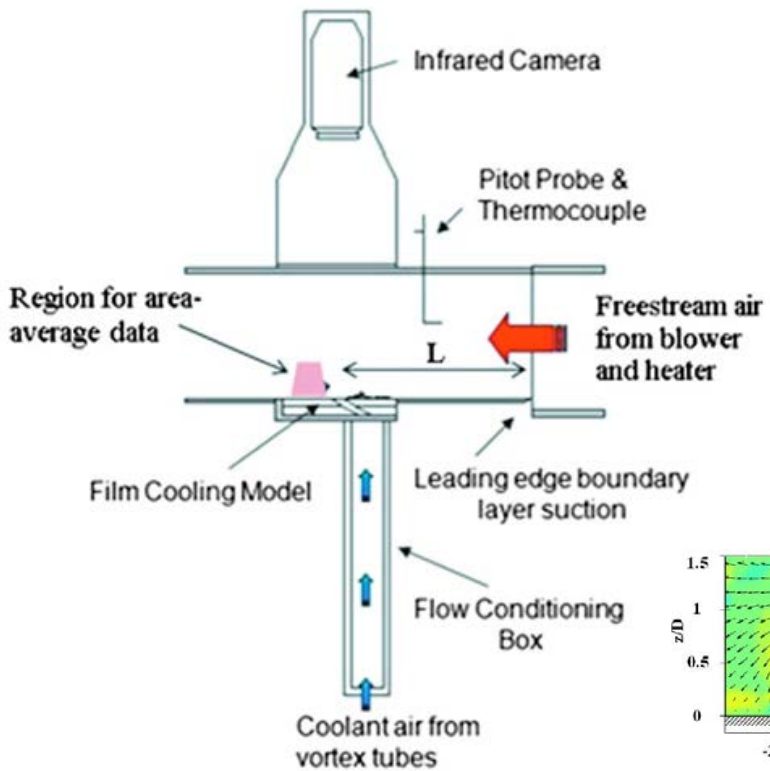 Infrared Camera
Pitot Probe &
Thermocouple
Region for area-
average data
Freestream air
from blower
and heater
L
Film Cooling Model
Leading edge boundary
layer suction
Flow Conditioning
Box
Coolant air from
vortex tubes
1.5
1
0.5
0
z/D